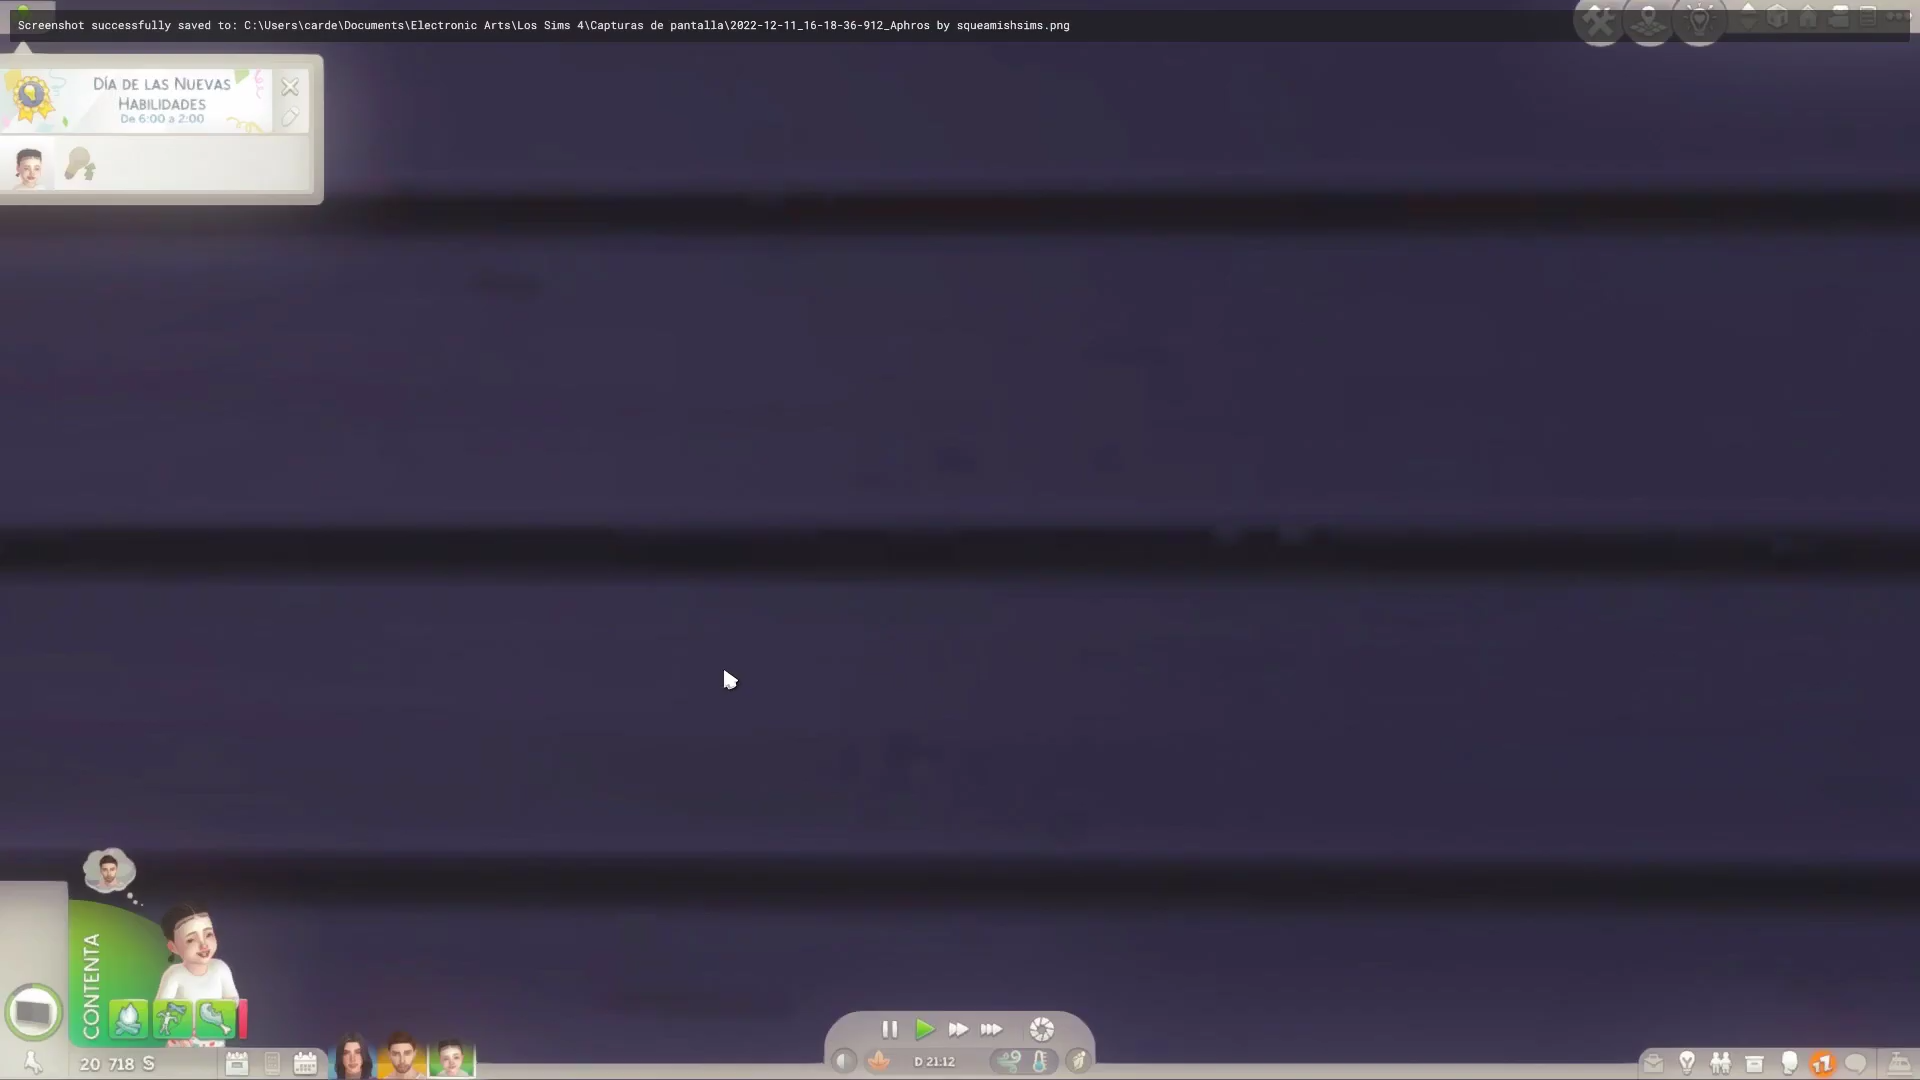 Screenshot successfully saved to: C:\Users\carde\Documents\Electronic Arts\Los Sims 4\Capturas de pantalla\2022-12-11_16-18-36-912_Aphros by squeamishsims.png
DÍA DE LAS NUEVAS
HABILIDADES
De 6:00 a 2:00
CONTENTA
20 718 S
D 21:12